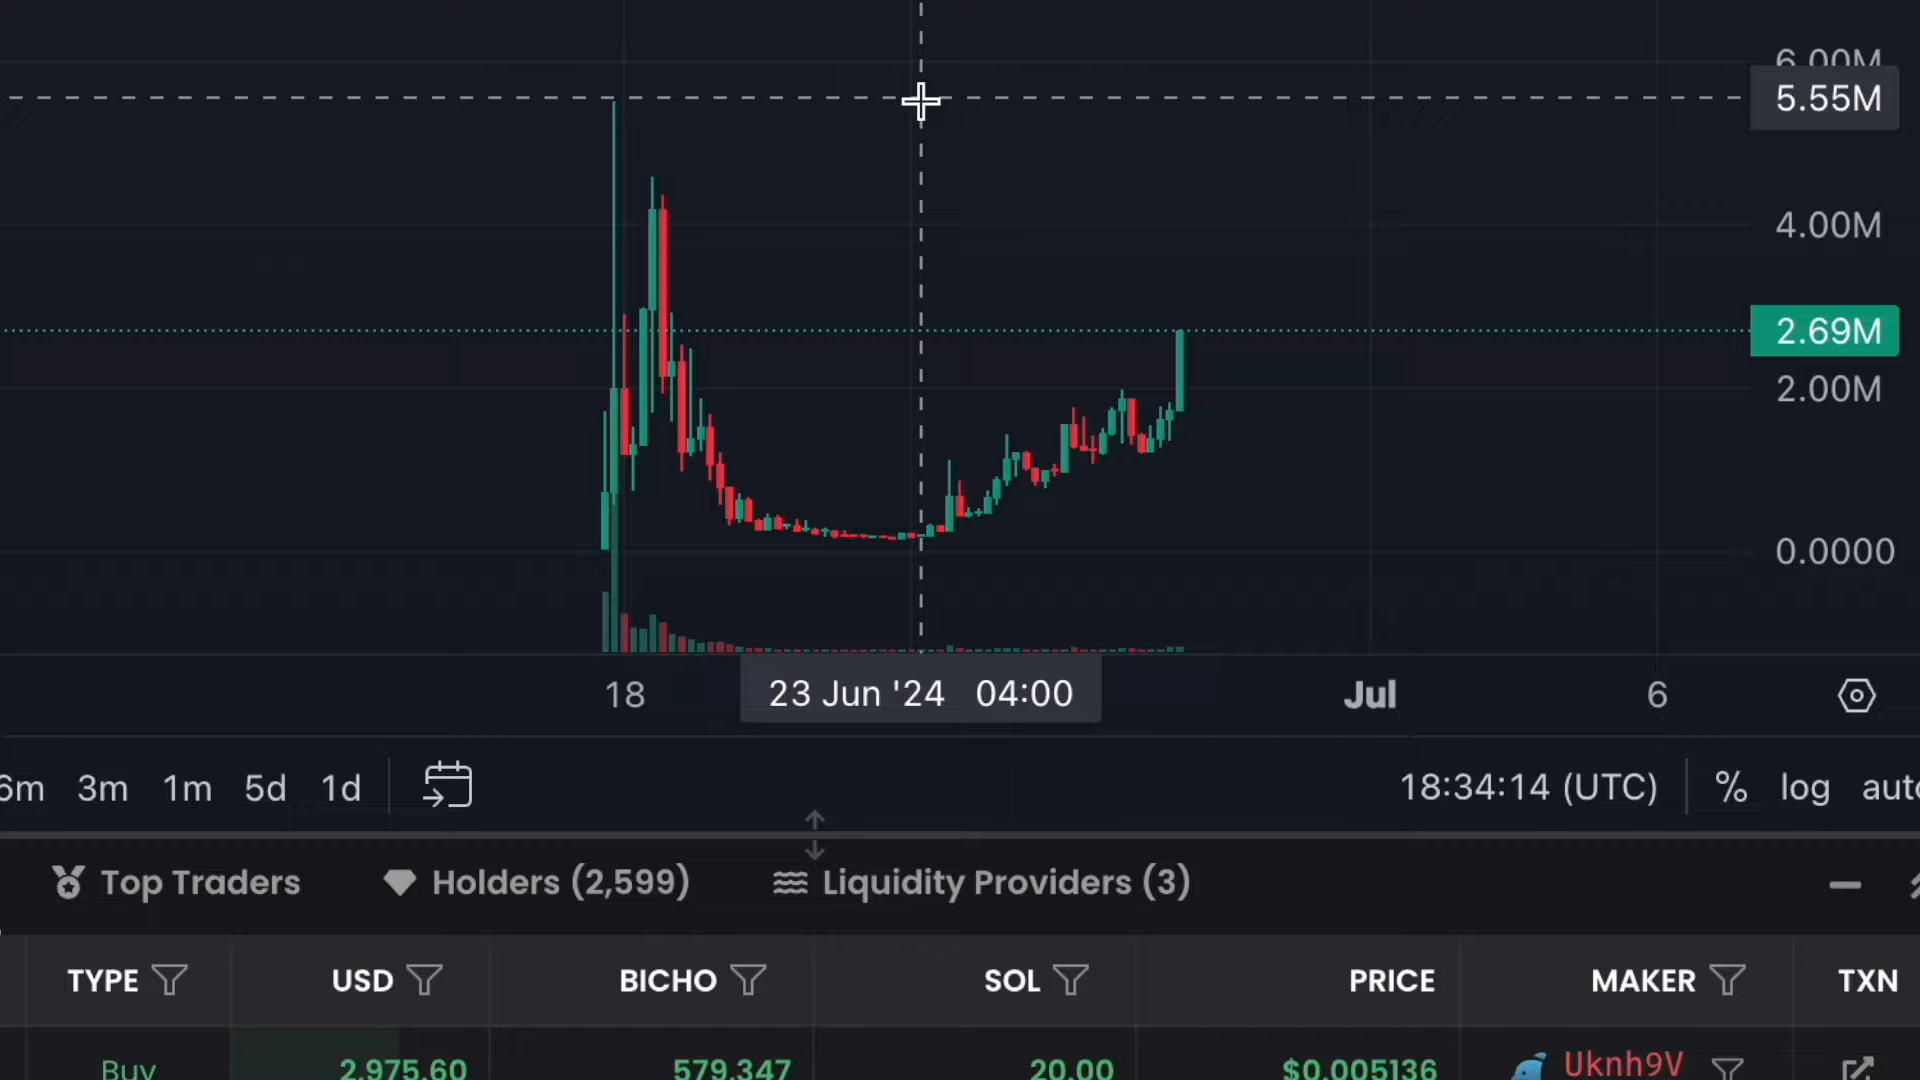 6.00M
5.55M
4.00M
2.69M
2.00M
0.0000
18 23 Jun '24 04:00 Jul 6
6m 3m 1m 5d 1d 18:34:14 (UTC) % log auto
Top Traders Holders (2,599) Liquidity Providers (3)
TYPE USD BICHO SOL PRICE MAKER TXN
Buy 2,975.60 579,347 20.00 $0.005136 Uknh9V